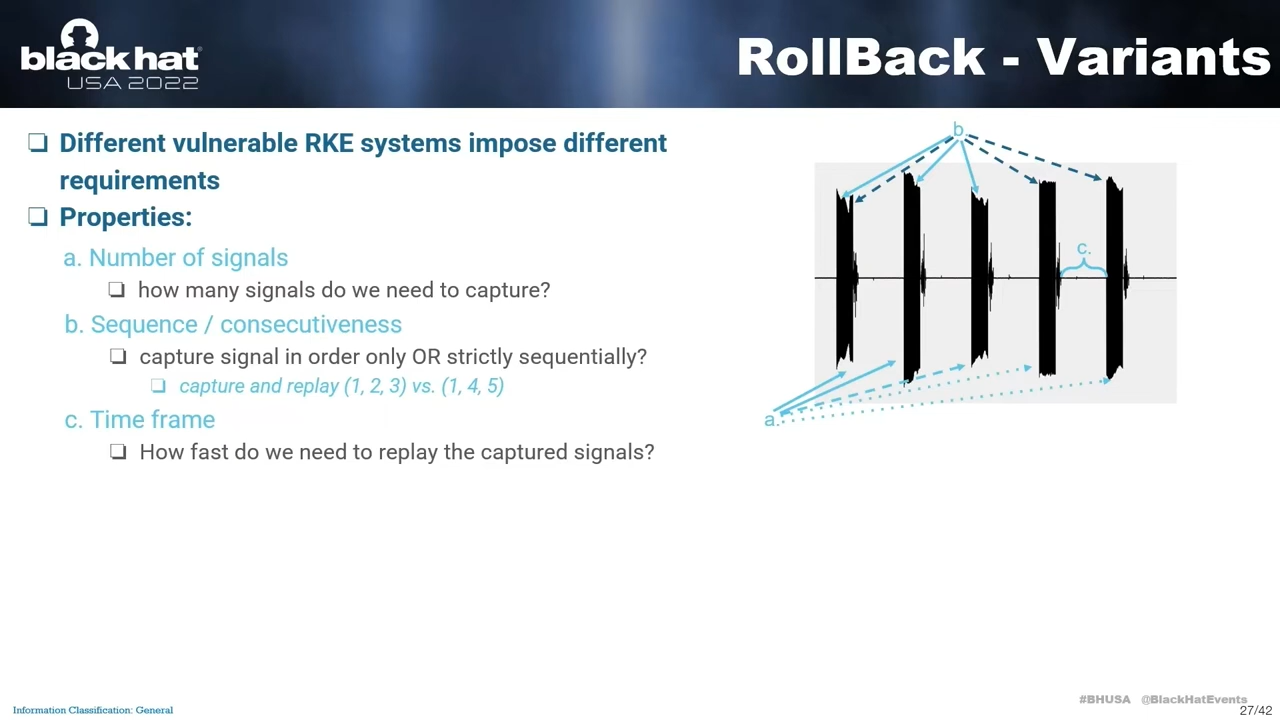 black hat
USA 2022
RollBack - Variants
Different vulnerable RKE systems impose different
requirements
Properties:
a. Number of signals
how many signals do we need to capture?
b. Sequence / consecutiveness
capture signal in order only OR strictly sequentially?
capture and replay (1, 2, 3) vs. (1, 4, 5)
c. Time frame
How fast do we need to replay the captured signals?
b.
c.
a.
Information Classification: General
#BHUSA @BlackHatEvents
27/42